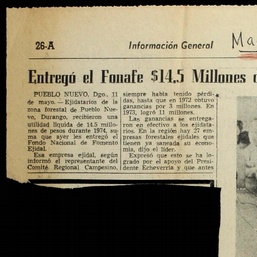 26-A
Información General
Ma
Entregó el Fonafe $14,5 Millones
PUEBLO NUEVO, Dgo., 11
de mayo.—Ejidatarios de la
zona forestal de Pueblo Nue-
vo, Durango, recibieron una
utilidad líquida de 14.5 millo-
nes de pesos durante 1974, su-
ma que ayer les entregó el
Fondo Nacional de Fomento
Ejidal.
Esa empresa ejidal, según
informó el representante del
Comité Regional Campesino,
siempre había tenido pérdi-
das, hasta que en 1972 obtuvo
ganancias por 3 millones. En
1973, logró 11 millones.
Las ganancias se entrega-
ron en efectivo a los ejidata-
rios. En la región hay 27 em-
presas forestales ejidales que
tienen ya saneada su econo-
mía, dijo el líder.
Expresó que esto se ha lo-
grado por el apoyo del Presi-
dente Echeverría y que antes